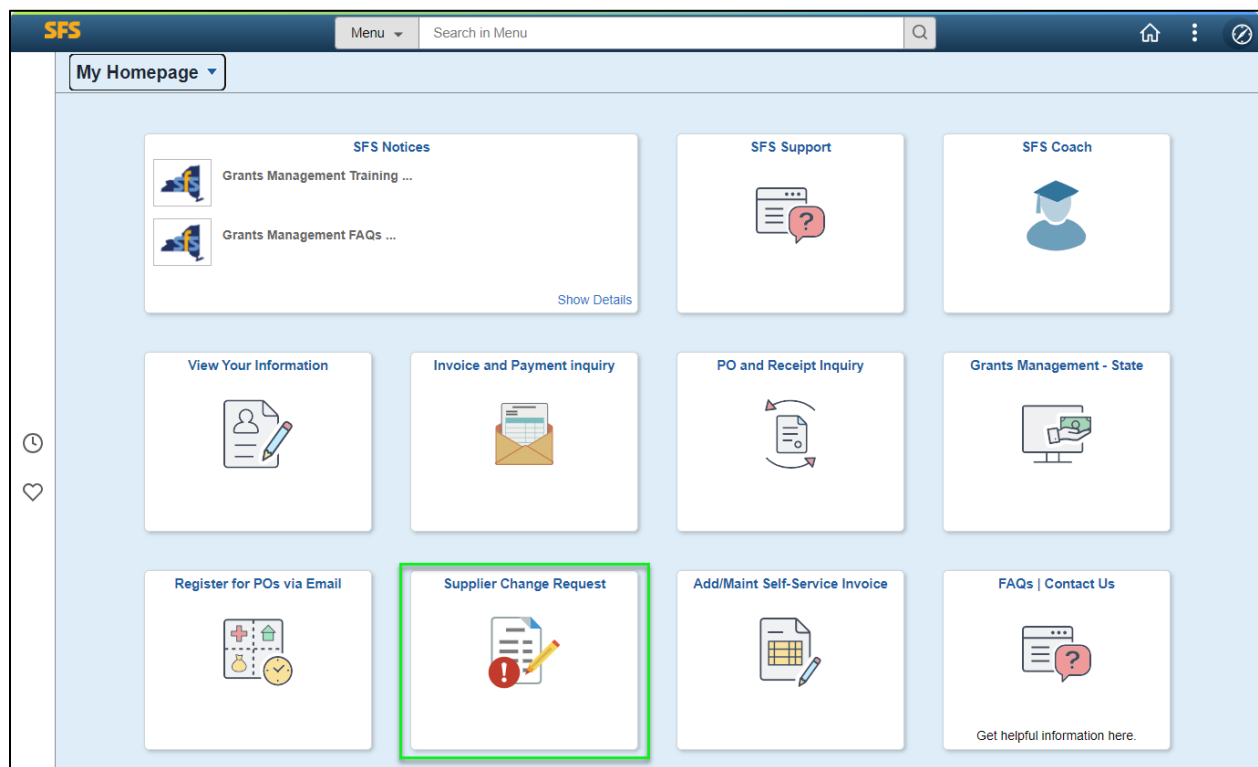 SFS
Menu
Search in Menu
My Homepage
SFS Notices
Grants Management Training ...
Grants Management FAQs ...
Show Details
SFS Support
?
SFS Coach
View Your Information
Invoice and Payment inquiry
PO and Receipt Inquiry
Grants Management - State
Register for POs via Email
Supplier Change Request
!
Add/Maint Self-Service Invoice
FAQs | Contact Us
?
Get helpful information here.
sfs
sfs